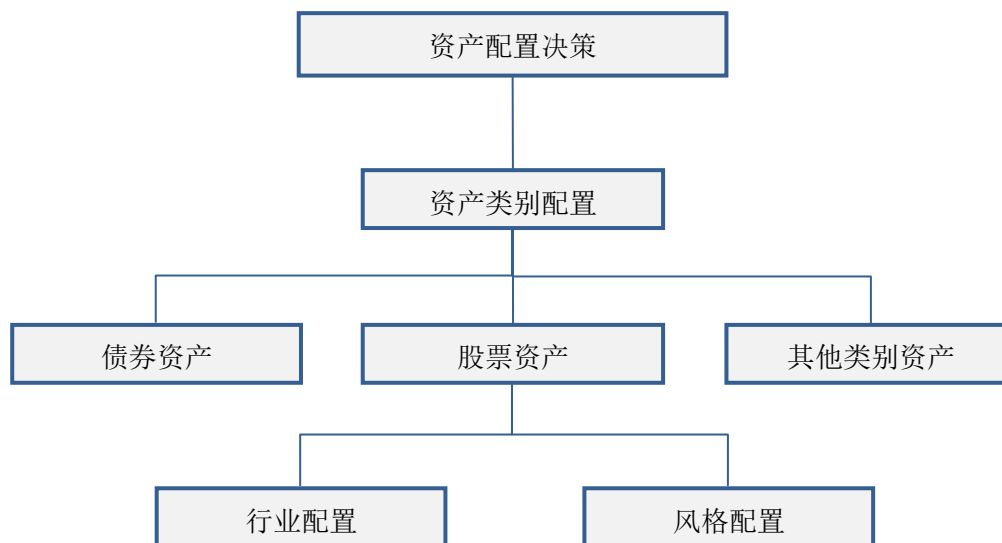 资产配置决策
资产类别配置
债券资产
股票资产
其他类别资产
行业配置
风格配置